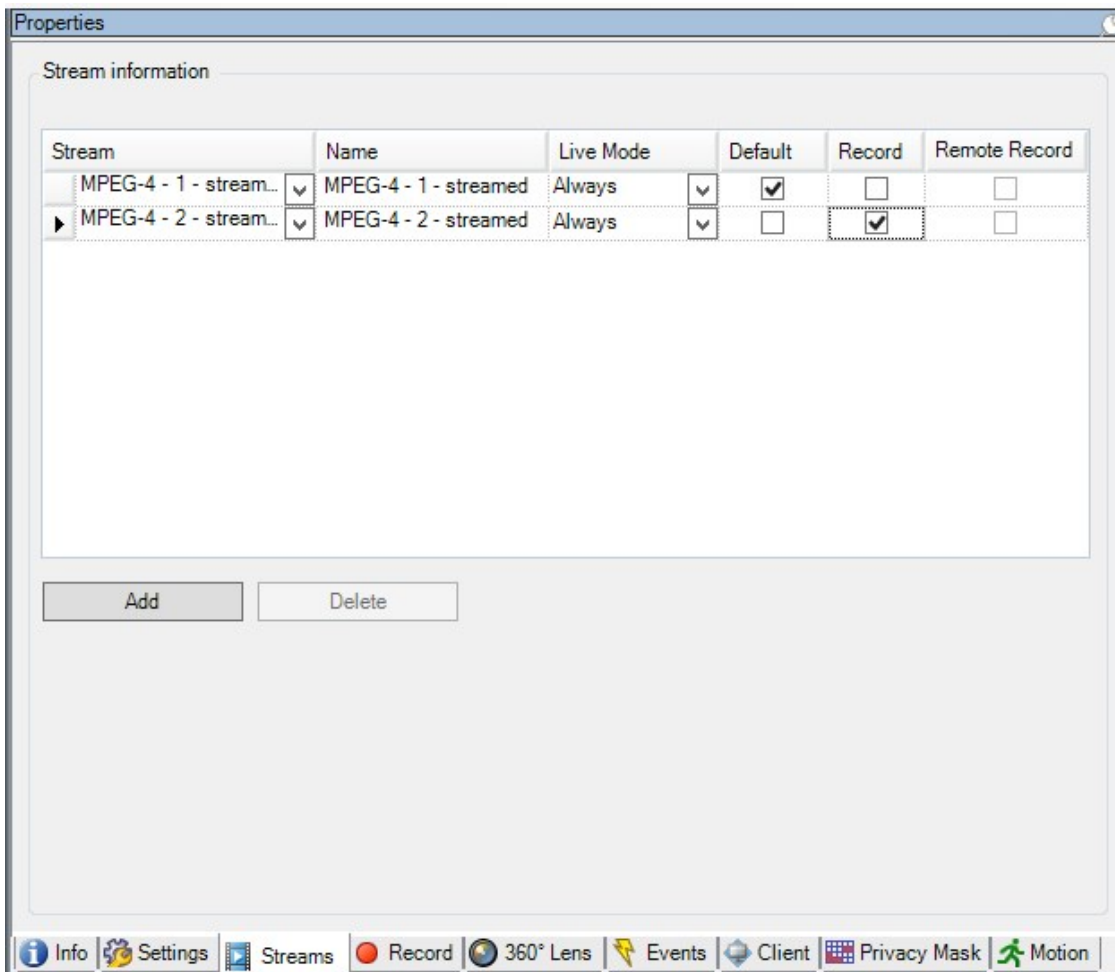 Properties
Stream information
Stream Name Live Mode Default Record Remote Record
MPEG-4 - 1 - stream... MPEG-4 - 1 - streamed Always
MPEG-4 - 2 - stream... MPEG-4 - 2 - streamed Always
Add Delete
Info Settings Streams Record 360° Lens Events Client Privacy Mask Motion